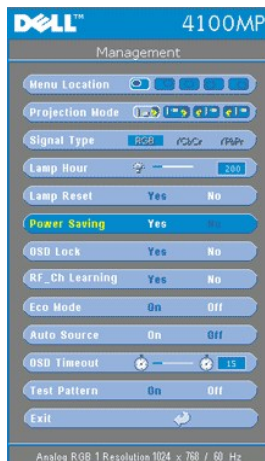 DELL™ 4100MP
Management
Menu Location
Projection Mode
Signal Type RGB YCbCr YPbPr
Lamp Hour 200
Lamp Reset Yes No
Power Saving Yes No
OSD Lock Yes No
RF_Ch Learning Yes No
Eco Mode On Off
Auto Source On Off
OSD Timeout 15
Test Pattern On Off
Exit
Analog RGB 1 Resolution 1024 x 768 / 60 Hz